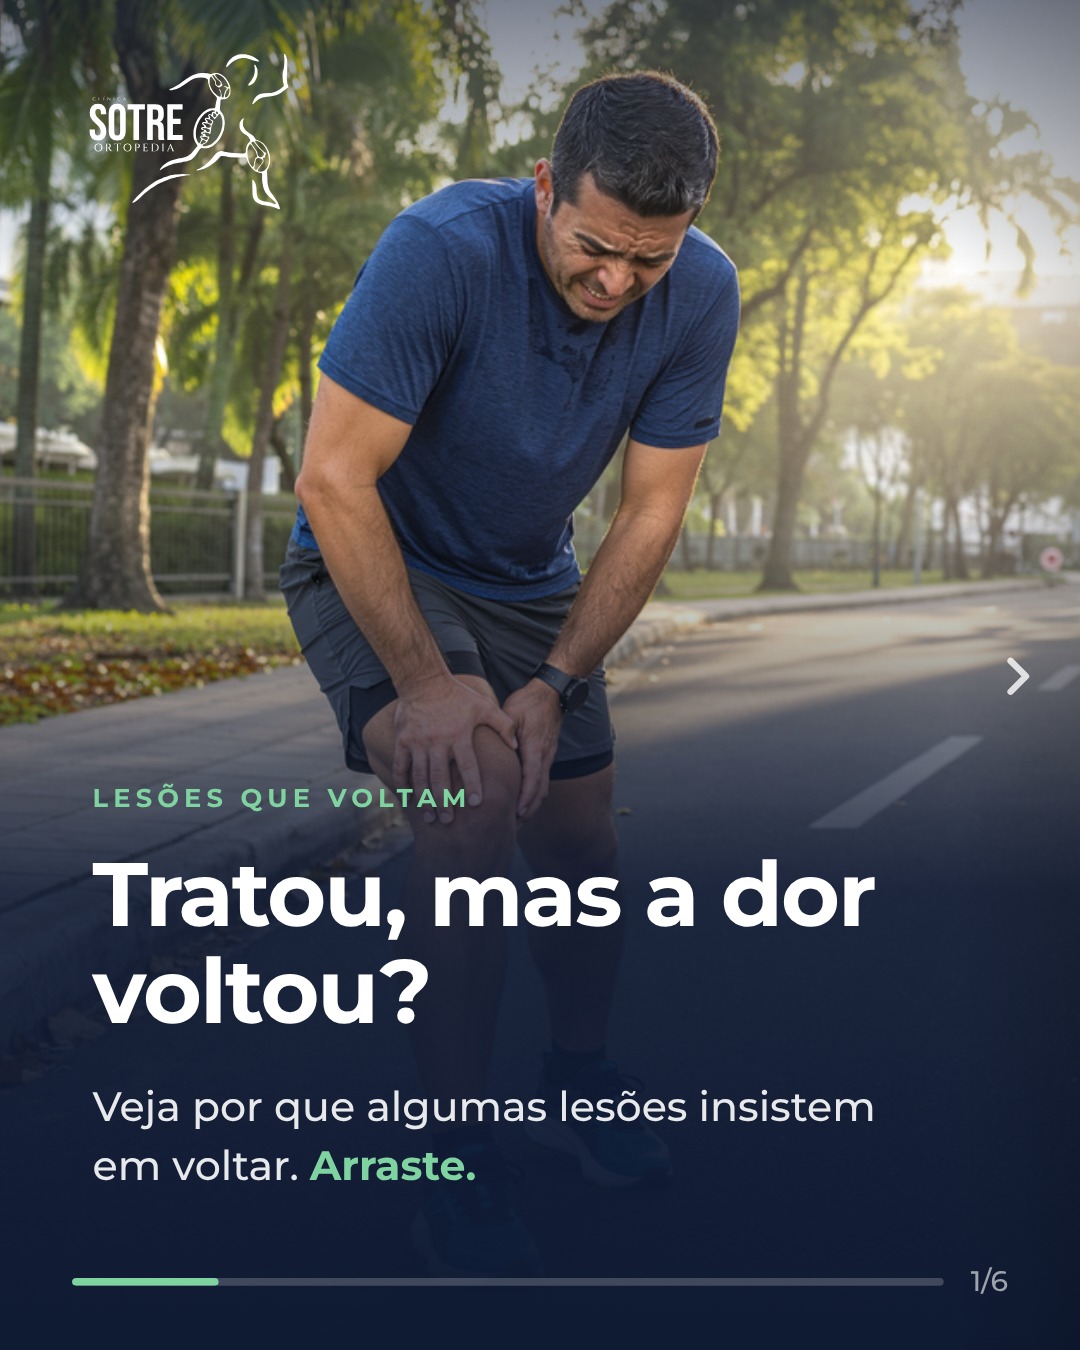 CLÍNICA
SOTRE
ORTOPEDIA
LESÕES QUE VOLTAM
Tratou, mas a dor
voltou?
Veja por que algumas lesões insistem
em voltar. Arraste.
1/6